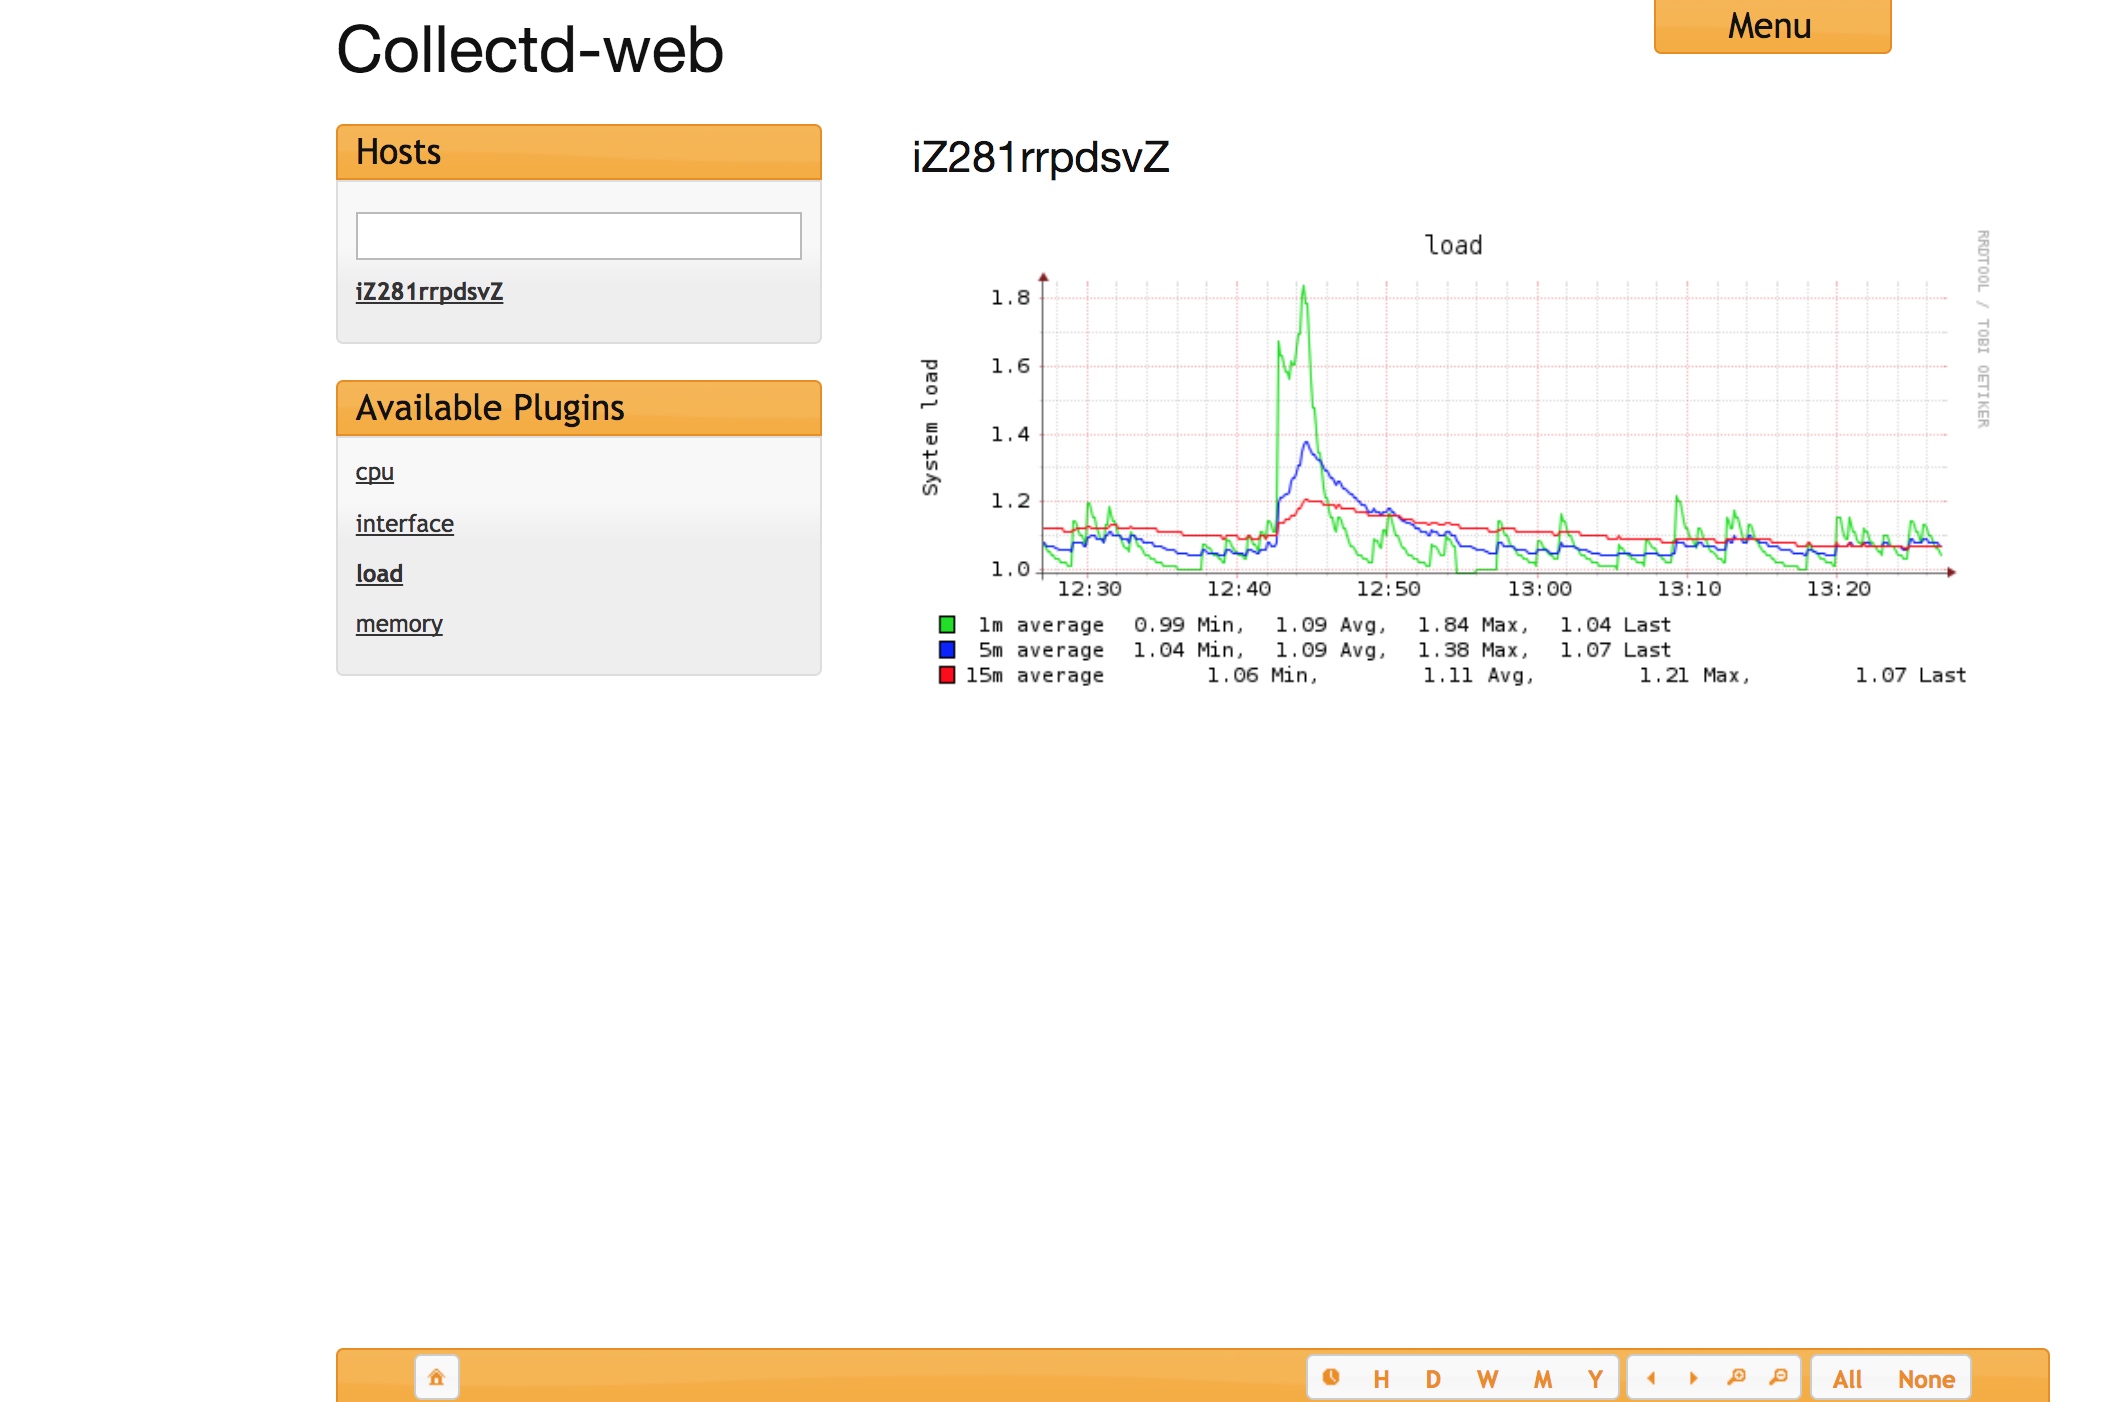 Collectd-web
Menu
Hosts
iZ281rrpdsvZ
Available Plugins
cpu
interface
load
memory
iZ281rrpdsvZ
load
RRDTOOL / TOBI OETIKER
System load
1.8
1.6
1.4
1.2
1.0
12:30 12:40 12:50 13:00 13:10 13:20
1m average 0.99 Min, 1.09 Avg, 1.84 Max, 1.04 Last
5m average 1.04 Min, 1.09 Avg, 1.38 Max, 1.07 Last
15m average 1.06 Min, 1.11 Avg, 1.21 Max, 1.07 Last
H D W M Y All None